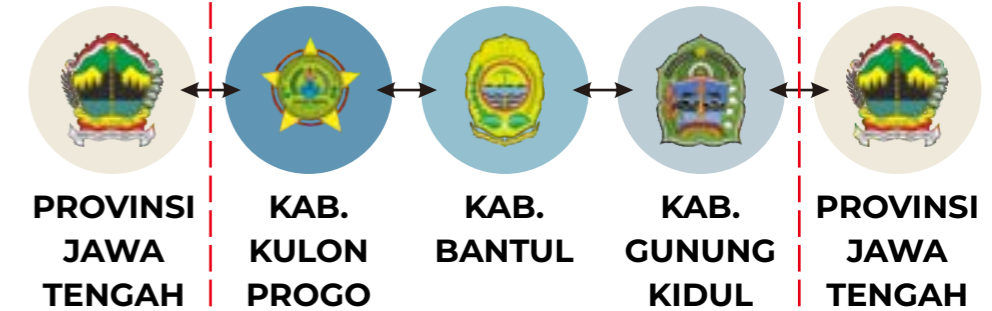 PROVINSI
JAWA
TENGAH
KAB.
KULON
PROGO
KAB.
BANTUL
KAB.
GUNUNG
KIDUL
PROVINSI
JAWA
TENGAH